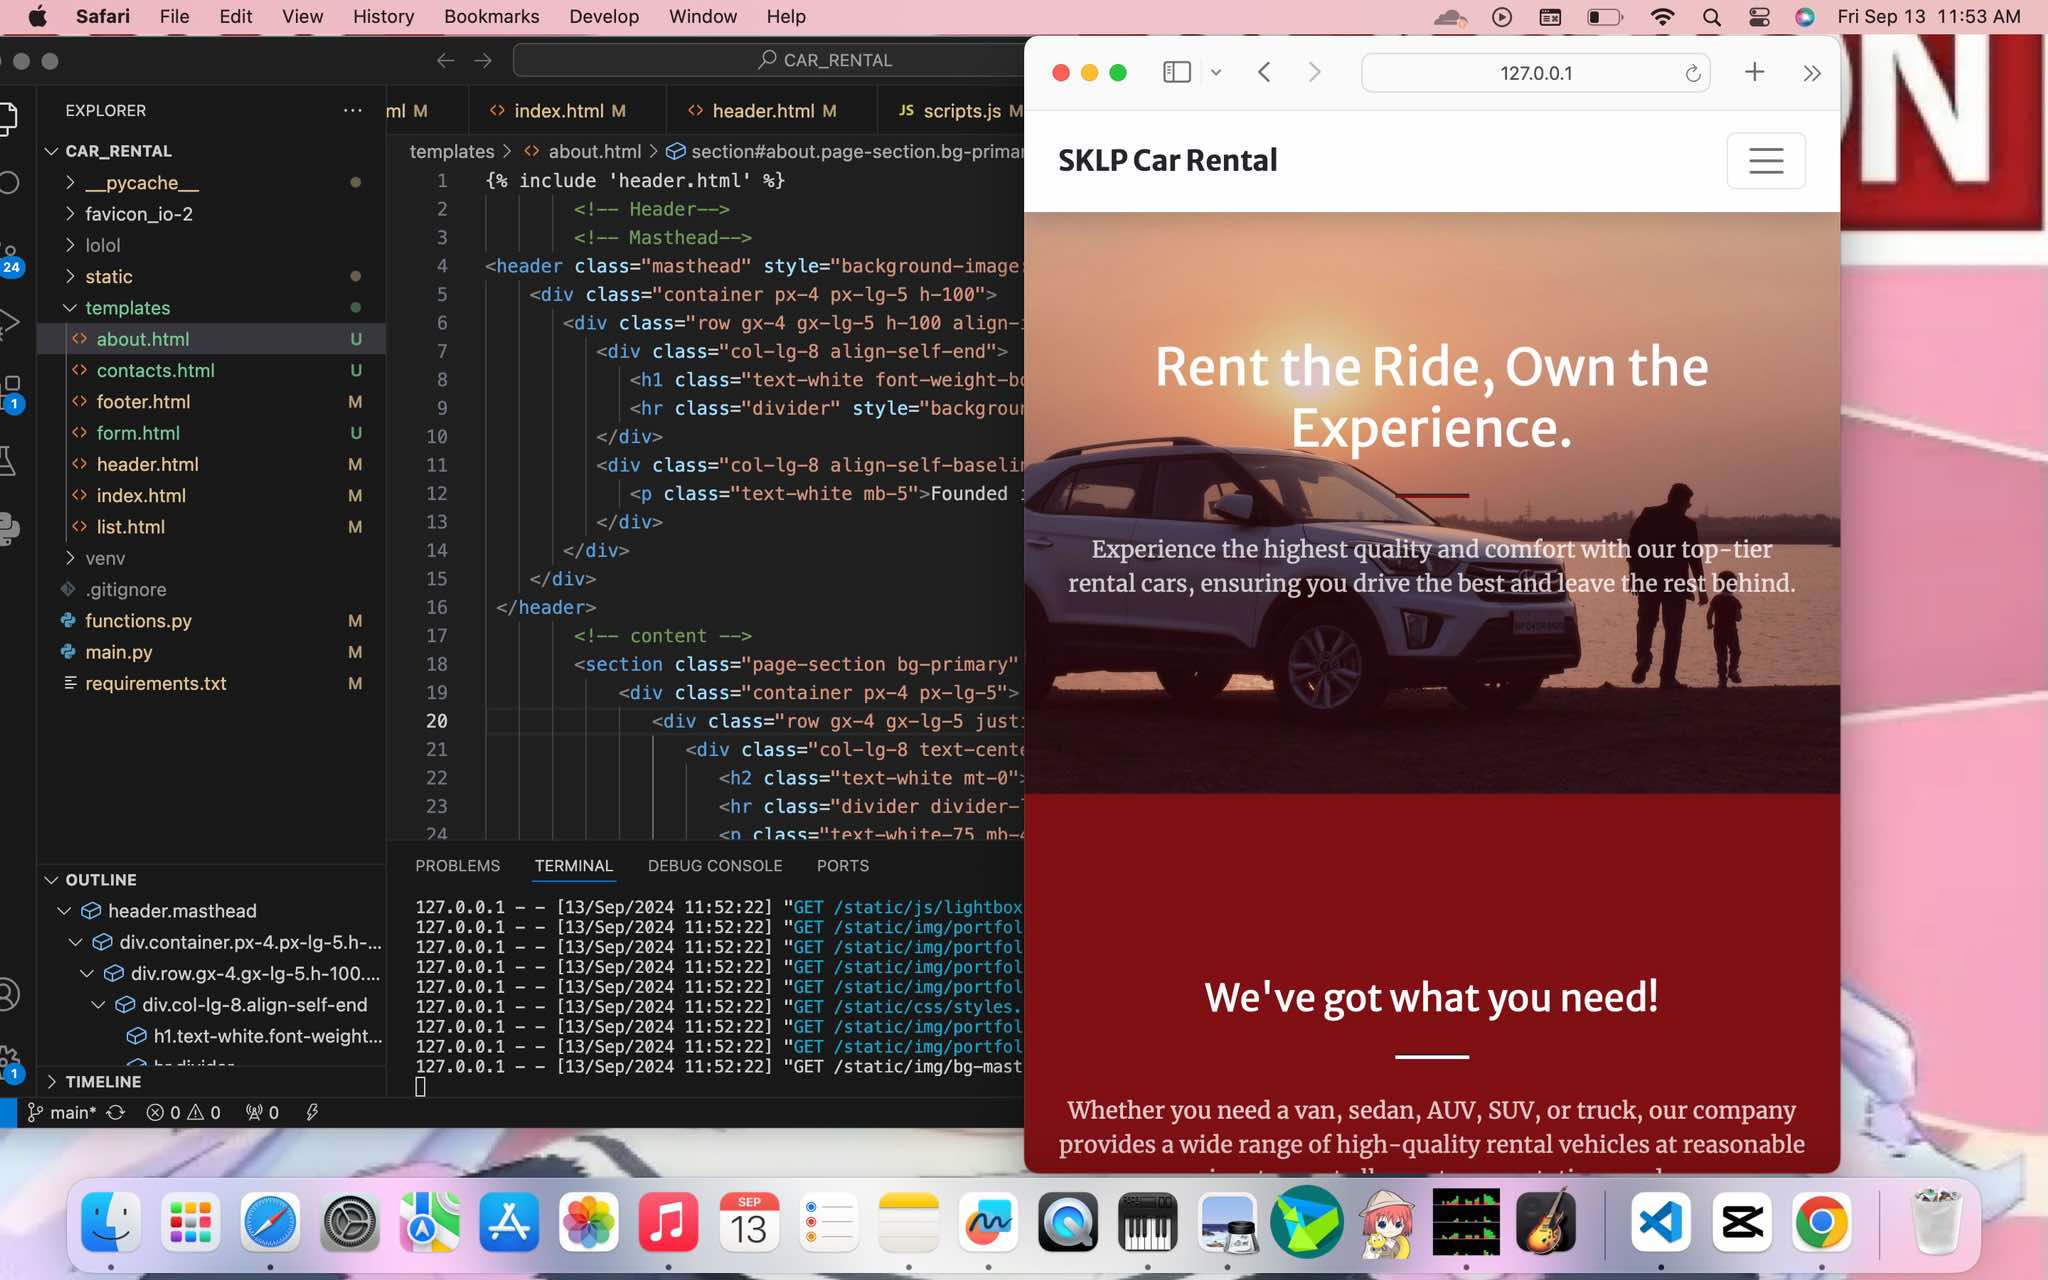 Safari File Edit View History Bookmarks Develop Window Help
Fri Sep 13 11:53 AM
CAR_RENTAL
EXPLORER
CAR_RENTAL
__pycache__
favicon_io-2
lolol
static
templates
about.html U
contacts.html U
footer.html M
form.html U
header.html M
index.html M
list.html M
venv
.gitignore
functions.py M
main.py M
requirements.txt M
OUTLINE
header.masthead
div.container.px-4.px-lg-5.h-...
div.row.gx-4.gx-lg-5.h-100....
div.col-lg-8.align-self-end
h1.text-white.font-weight...
hr.divider
TIMELINE
24
1
1
main* 0 0 0
ml M index.html M header.html M JS scripts.js M
templates > about.html > section#about.page-section.bg-primar
1 {% include 'header.html' %}
2 <!-- Header-->
3 <!-- Masthead-->
4 <header class="masthead" style="background-image:
5 <div class="container px-4 px-lg-5 h-100">
6 <div class="row gx-4 gx-lg-5 h-100 align-i
7 <div class="col-lg-8 align-self-end">
8 <h1 class="text-white font-weight-bo
9 <hr class="divider" style="backgroun
10 </div>
11 <div class="col-lg-8 align-self-baselin
12 <p class="text-white mb-5">Founded i
13 </div>
14 </div>
15 </div>
16 </header>
17 <!-- content -->
18 <section class="page-section bg-primary"
19 <div class="container px-4 px-lg-5">
20 <div class="row gx-4 gx-lg-5 justi
21 <div class="col-lg-8 text-cente
22 <h2 class="text-white mt-0">
23 <hr class="divider divider-l
24 <p class="text-white-75 mb-4
PROBLEMS TERMINAL DEBUG CONSOLE PORTS
127.0.0.1 - - [13/Sep/2024 11:52:22] "GET /static/js/lightbox
127.0.0.1 - - [13/Sep/2024 11:52:22] "GET /static/img/portfol
127.0.0.1 - - [13/Sep/2024 11:52:22] "GET /static/img/portfol
127.0.0.1 - - [13/Sep/2024 11:52:22] "GET /static/img/portfol
127.0.0.1 - - [13/Sep/2024 11:52:22] "GET /static/img/portfol
127.0.0.1 - - [13/Sep/2024 11:52:22] "GET /static/css/styles.
127.0.0.1 - - [13/Sep/2024 11:52:22] "GET /static/img/portfol
127.0.0.1 - - [13/Sep/2024 11:52:22] "GET /static/img/portfol
127.0.0.1 - - [13/Sep/2024 11:52:22] "GET /static/img/bg-mast
127.0.0.1
SKLP Car Rental
Rent the Ride, Own the
Experience.
Experience the highest quality and comfort with our top-tier
rental cars, ensuring you drive the best and leave the rest behind.
We've got what you need!
Whether you need a van, sedan, AUV, SUV, or truck, our company
provides a wide range of high-quality rental vehicles at reasonable
ON
SEP
13